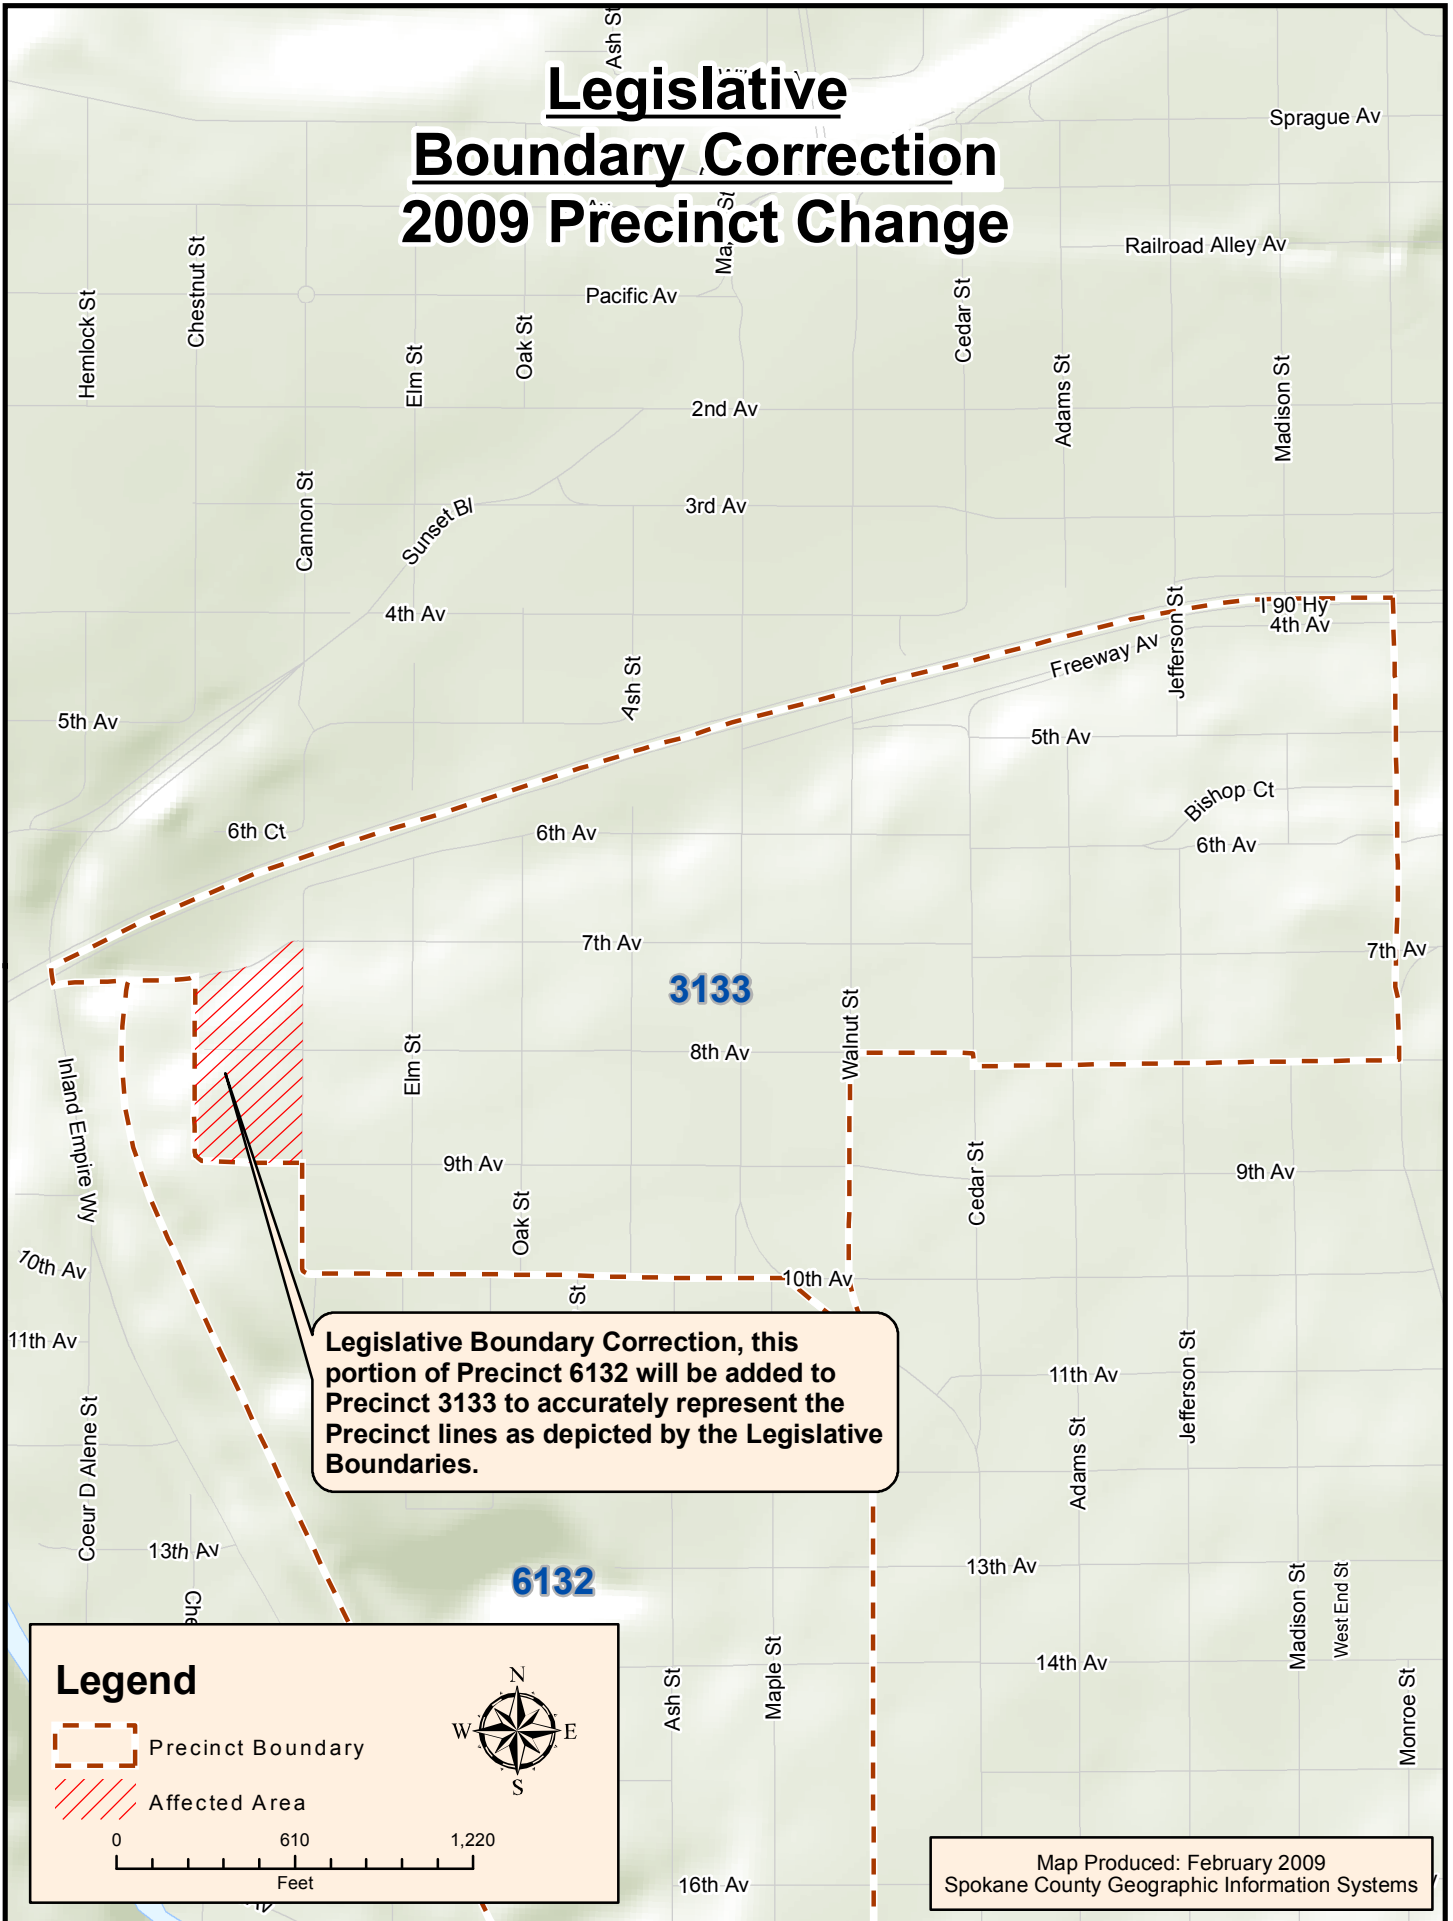 Ash St
Legislative
Boundary Correction
2009 Precinct Change
Sprague Av
Railroad Alley Av
Hemlock St
Chestnut St
Pacific Av
Cedar St
Elm St
Oak St
Adams St
Madison St
2nd Av
Cannon St
Sunset Bl
3rd Av
4th Av
Jefferson St
I 90 Hy
4th Av
Freeway Av
Ash St
5th Av
5th Av
Bishop Ct
6th Ct
6th Av
6th Av
7th Av
7th Av
3133
Walnut St
8th Av
Elm St
Inland Empire Wy
9th Av
Cedar St
9th Av
Oak St
10th Av
10th Av
St
11th Av
Legislative Boundary Correction, this
portion of Precinct 6132 will be added to
Precinct 3133 to accurately represent the
Precinct lines as depicted by the Legislative
Boundaries.
11th Av
Jefferson St
Adams St
Coeur D Alene St
13th Av
Che
6132
13th Av
Madison St
West End St
14th Av
Ash St
Maple St
Monroe St
Legend
N
W E
S
Precinct Boundary
Affected Area
0 610 1,220
Feet
16th Av
Map Produced: February 2009
Spokane County Geographic Information Systems